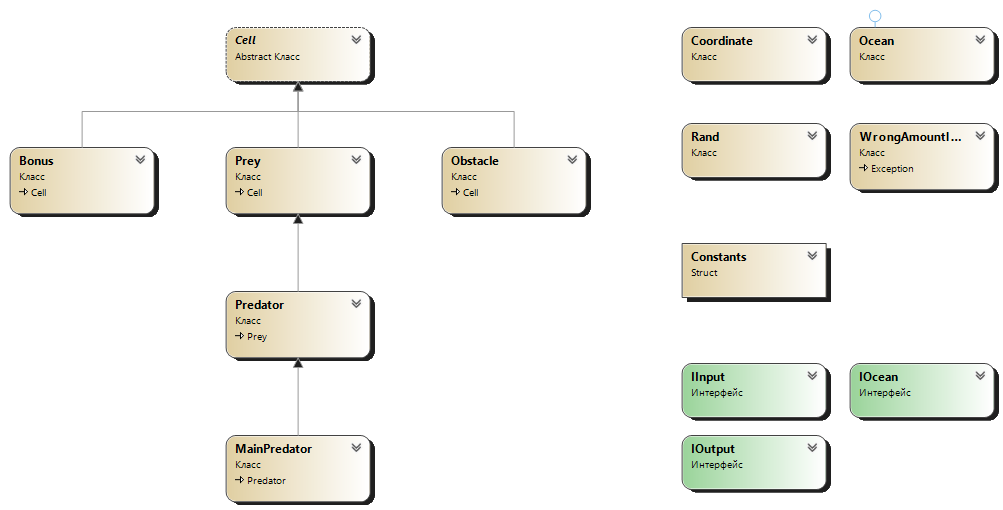 Cell
Abstract Класс
Bonus
Класс
Cell
Prey
Класс
Cell
Obstacle
Класс
Cell
Predator
Класс
Prey
MainPredator
Класс
Predator
Coordinate
Класс
Ocean
Класс
Rand
Класс
WrongAmountI...
Класс
Exception
Constants
Struct
IInput
Интерфейс
IOcean
Интерфейс
IOutput
Интерфейс